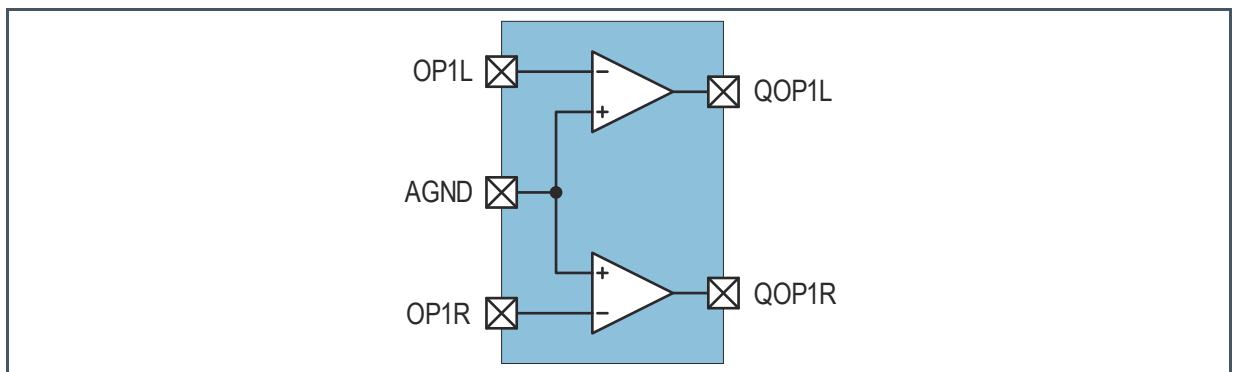 OP1L
−
+
QOP1L
AGND
+
−
OP1R
QOP1R